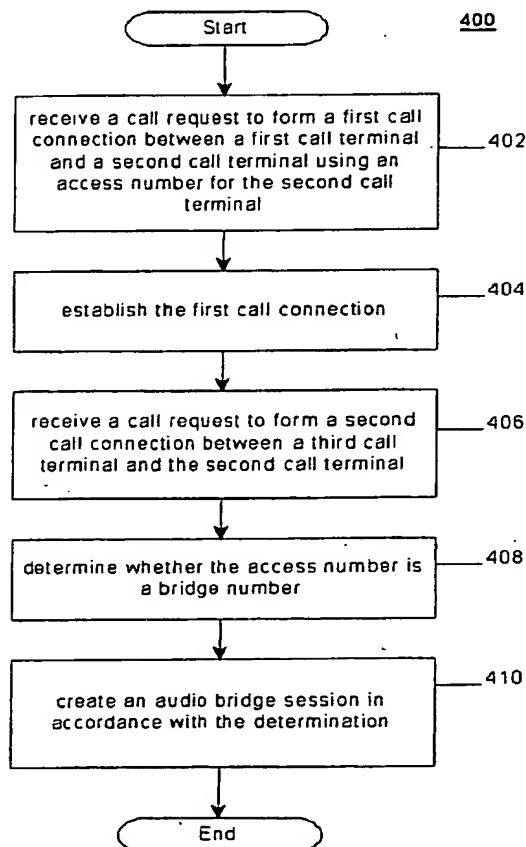 400
Start
receive a call request to form a first call
connection between a first call terminal
and a second call terminal using an
access number for the second call
terminal
402
establish the first call connection
404
receive a call request to form a second
call connection between a third call
terminal and the second call terminal
406
determine whether the access number is
a bridge number
408
create an audio bridge session in
accordance with the determination
410
End